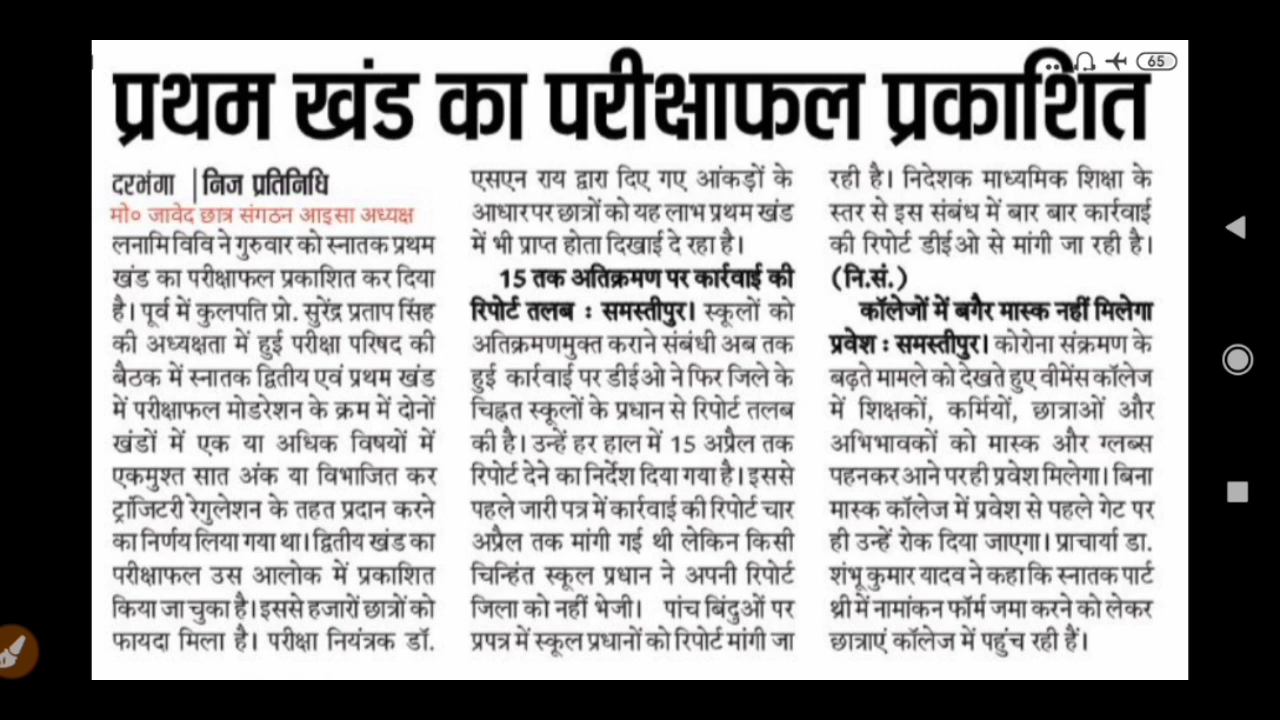 65
प्रथम खंड का परीक्षाफल प्रकाशित
दरभंगा | निज प्रतिनिधि
मो० जावेद छात्र संगठन आइसा अध्यक्ष
लनामिविवि ने गुरुवार को स्नातक प्रथम
खंड का परीक्षाफल प्रकाशित कर दिया
है। पूर्व में कुलपति प्रो. सुरेंद्र प्रताप सिंह
की अध्यक्षता में हुई परीक्षा परिषद की
बैठक में स्नातक द्वितीय एवं प्रथम खंड
में परीक्षाफल मोडरेशन के क्रम में दोनों
खंडों में एक या अधिक विषयों में
एकमुश्त सात अंक या विभाजित कर
ट्रांजिटरी रेगुलेशन के तहत प्रदान करने
का निर्णय लिया गया था। द्वितीय खंड का
परीक्षाफल उस आलोक में प्रकाशित
किया जा चुका है। इससे हजारों छात्रों को
फायदा मिला है। परीक्षा नियंत्रक डॉ.
एसएन राय द्वारा दिए गए आंकड़ों के
आधार पर छात्रों को यह लाभ प्रथम खंड
में भी प्राप्त होता दिखाई दे रहा है।
15 तक अतिक्रमण पर कार्रवाई की
रिपोर्ट तलब : समस्तीपुर। स्कूलों को
अतिक्रमणमुक्त कराने संबंधी अब तक
हुई कार्रवाई पर डीईओ ने फिर जिले के
चिह्नत स्कूलों के प्रधान से रिपोर्ट तलब
की है। उन्हें हर हाल में 15 अप्रैल तक
रिपोर्ट देने का निर्देश दिया गया है। इससे
पहले जारी पत्र में कार्रवाई की रिपोर्ट चार
अप्रैल तक मांगी गई थी लेकिन किसी
चिन्हिंत स्कूल प्रधान ने अपनी रिपोर्ट
जिला को नहीं भेजी। पांच बिंदुओं पर
प्रपत्र में स्कूल प्रधानों को रिपोर्ट मांगी जा
रही है। निदेशक माध्यमिक शिक्षा के
स्तर से इस संबंध में बार बार कार्रवाई
की रिपोर्ट डीईओ से मांगी जा रही है।
(नि.सं.)
कॉलेजों में बगैर मास्क नहीं मिलेगा
प्रवेश : समस्तीपुर। कोरोना संक्रमण के
बढ़ते मामले को देखते हुए वीमेंस कॉलेज
में शिक्षकों, कर्मियों, छात्राओं और
अभिभावकों को मास्क और ग्लब्स
पहनकर आने पर ही प्रवेश मिलेगा। बिना
मास्क कॉलेज में प्रवेश से पहले गेट पर
ही उन्हें रोक दिया जाएगा। प्राचार्या डा.
शंभू कुमार यादव ने कहा कि स्नातक पार्ट
थ्री में नामांकन फॉर्म जमा करने को लेकर
छात्राएं कॉलेज में पहुंच रही हैं।